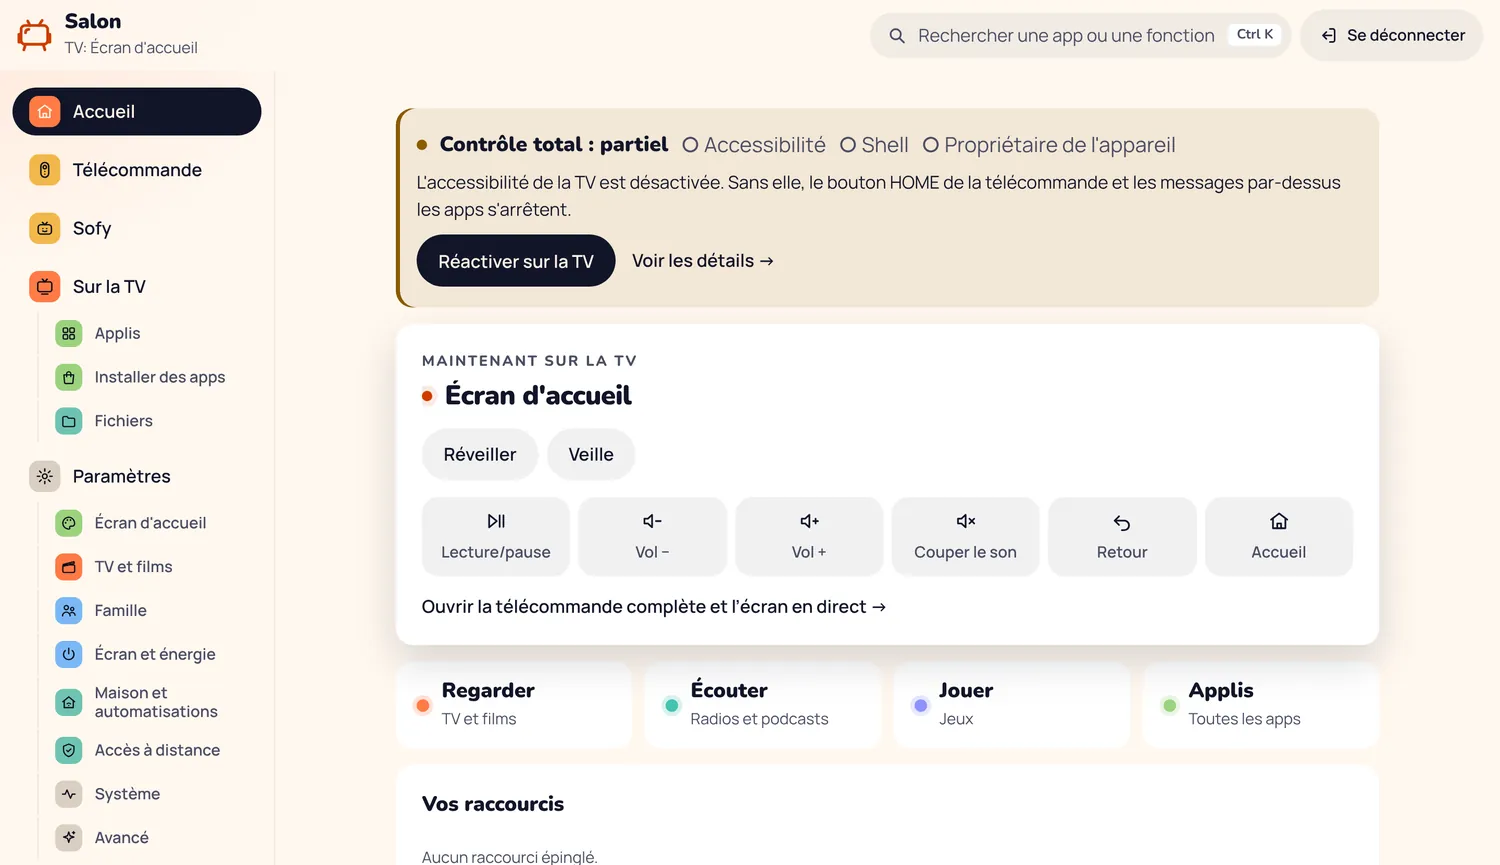 Salon
TV: Écran d'accueil
Rechercher une app ou une fonction
Ctrl K
Se déconnecter
Accueil
Télécommande
Sofy
Sur la TV
Applis
Installer des apps
Fichiers
Paramètres
Écran d'accueil
TV et films
Famille
Écran et énergie
Maison et
automatisations
Accès à distance
Système
Avancé
Contrôle total : partiel
Accessibilité
Shell
Propriétaire de l'appareil
L'accessibilité de la TV est désactivée. Sans elle, le bouton HOME de la télécommande et les messages par-dessus
les apps s'arrêtent.
Réactiver sur la TV
Voir les détails →
MAINTENANT SUR LA TV
Écran d'accueil
Réveiller
Veille
Lecture/pause
Vol −
Vol +
Couper le son
Retour
Accueil
Ouvrir la télécommande complète et l’écran en direct →
Regarder
TV et films
Écouter
Radios et podcasts
Jouer
Jeux
Applis
Toutes les apps
Vos raccourcis
Aucun raccourci épinglé.